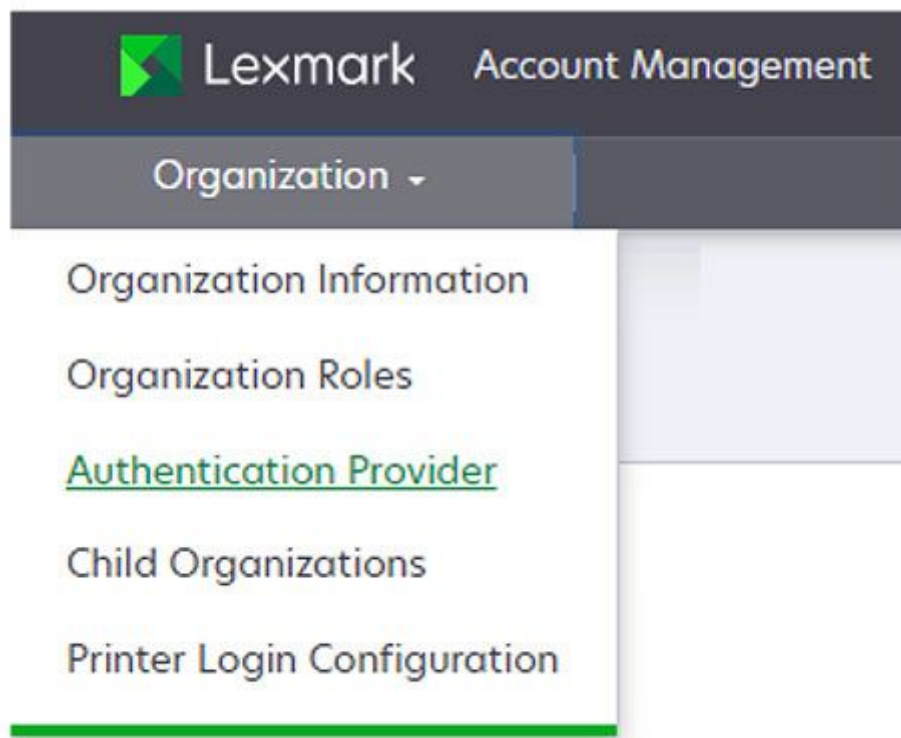 Lexmark Account Management
Organization
Organization Information
Organization Roles
Authentication Provider
Child Organizations
Printer Login Configuration